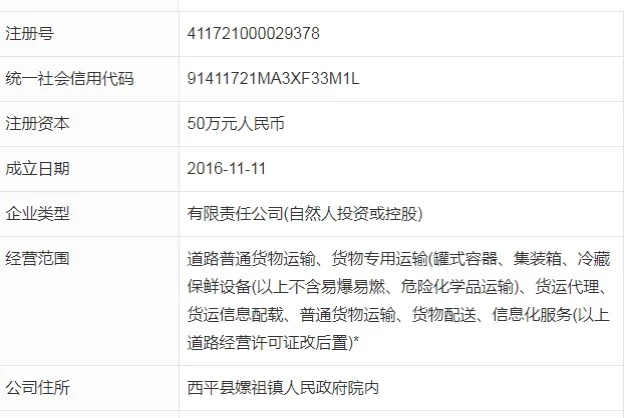 注册号 411721000029378
统一社会信用代码 91411721MA3XF33M1L
注册资本 50万元人民币
成立日期 2016-11-11
企业类型 有限责任公司(自然人投资或控股)
经营范围 道路普通货物运输、货物专用运输(罐式容器、集装箱、冷藏
保鲜设备(以上不含易爆易燃、危险化学品运输)、货运代理、
货运信息配载、普通货物运输、货物配送、信息化服务(以上
道路经营许可证改后置)*
公司住所 西平县嫘祖镇人民政府院内